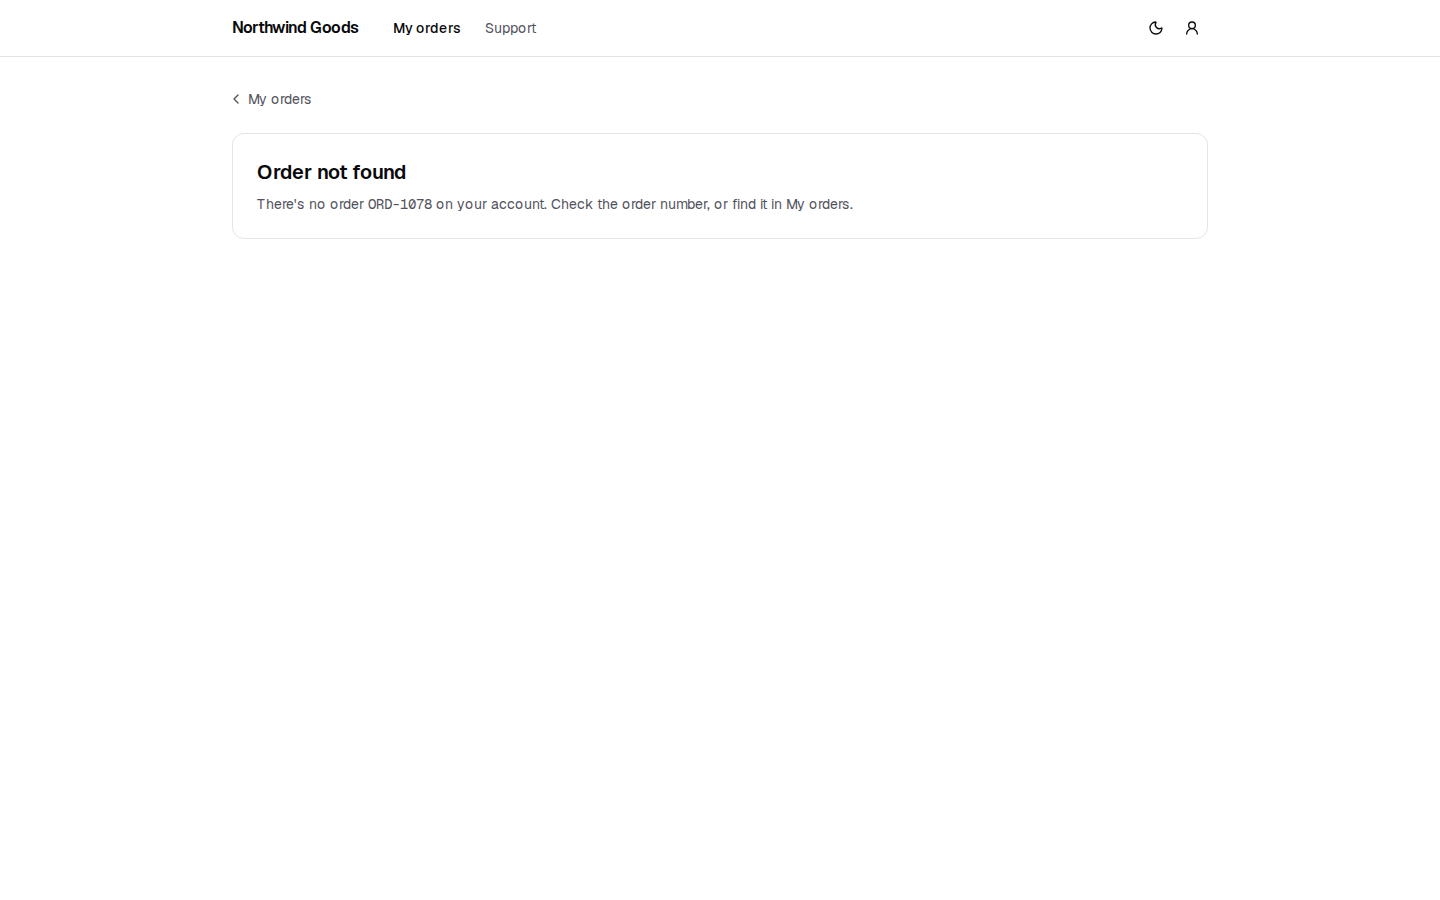 Northwind Goods My orders Support
My orders
Order not found
There's no order ORD-1078 on your account. Check the order number, or find it in My orders.